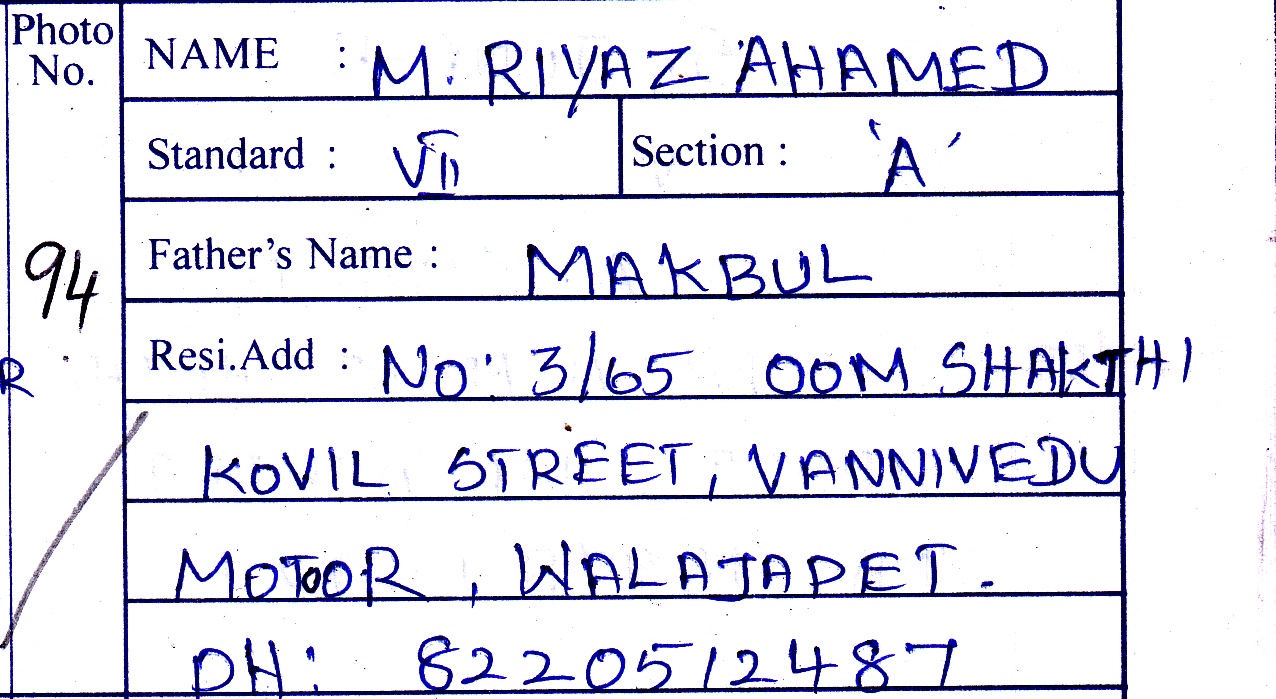 Photo No.
NAME : M. RIYAZ AHAMED
Standard : VII Section : 'A'
94
Father's Name : MAKBUL
R
Resi.Add : No: 3/65 OOM SHAKTHI
KOVIL STREET, VANNIVEDU
MOTOOR, WALAJAPET.
PH: 8220512487